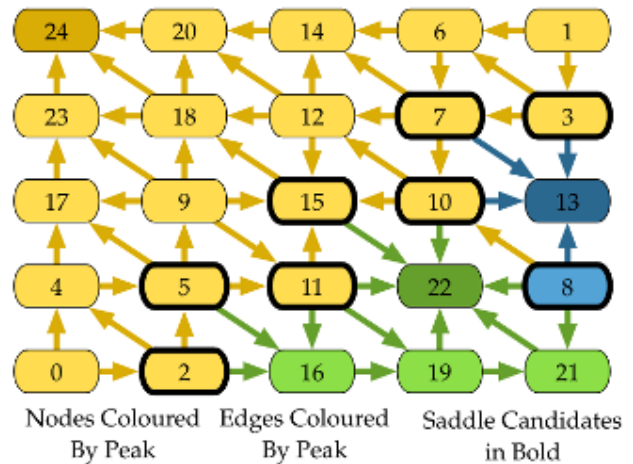 24 20 14 6 1
23 18 12 7 3
17 9 15 10 13
4 5 11 22 8
0 2 16 19 21
Nodes Coloured Edges Coloured Saddle Candidates
By Peak By Peak in Bold